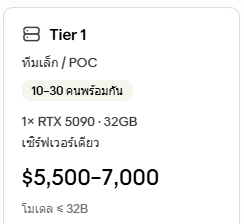 Tier 1
ทีมเล็ก / POC
10–30 คนพร้อมกัน
1× RTX 5090 · 32GB
เซิร์ฟเวอร์เดียว
$5,500–7,000
โมเดล ≤ 32B